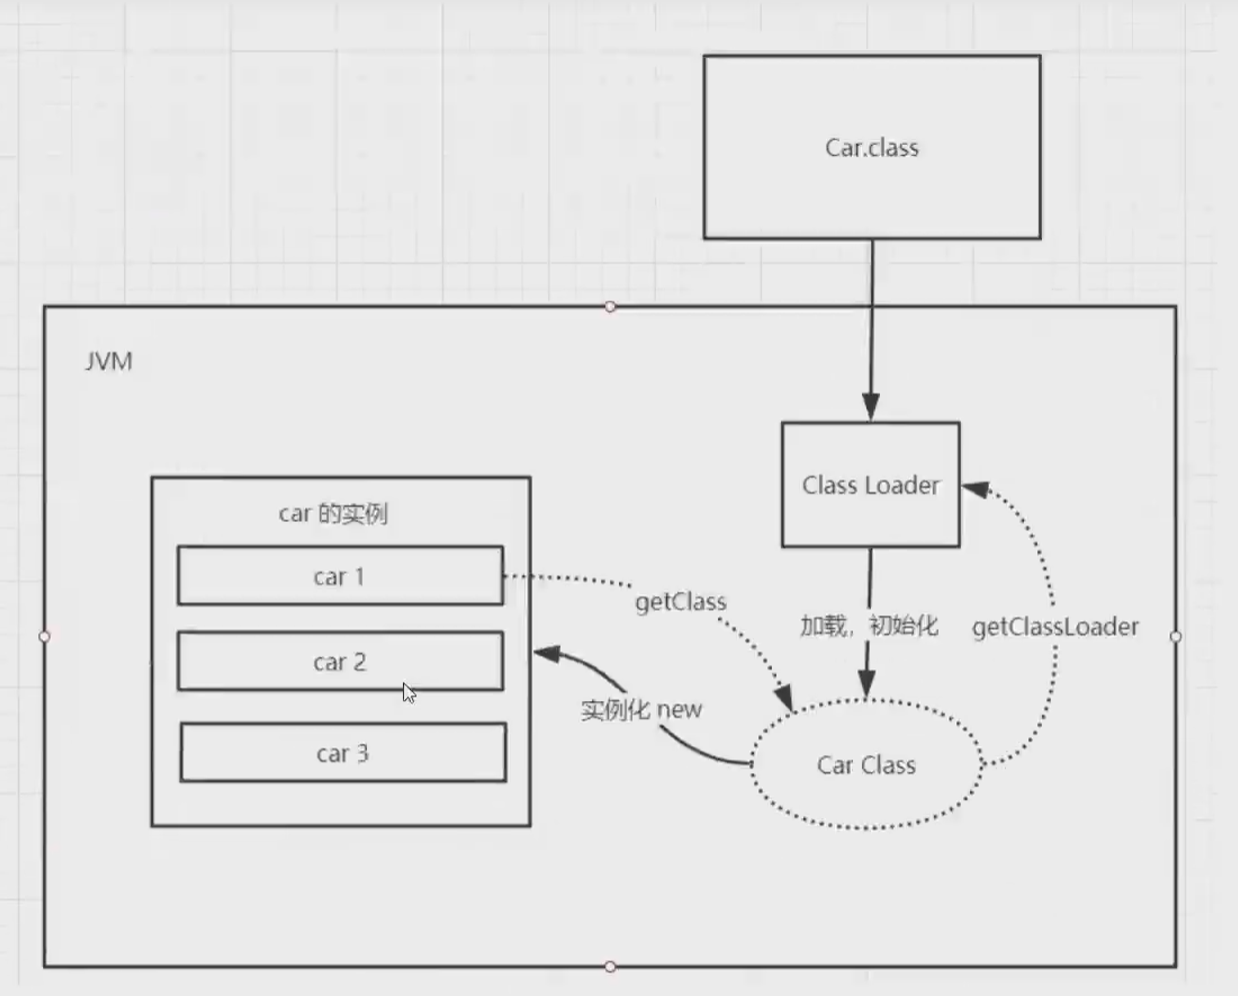 Car.class
JVM
Class Loader
car 的实例
car 1
getClass
加载，初始化
getClassLoader
car 2
实例化 new
car 3
Car Class